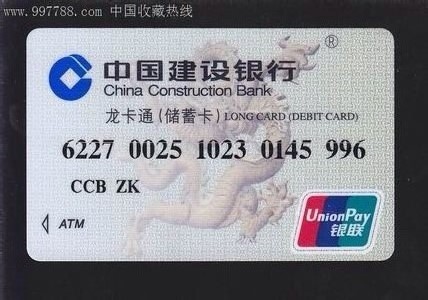 www.997788.com 中国收藏热线
®
中国建设银行
China Construction Bank
龙卡通(储蓄卡) LONG CARD (DEBIT CARD)
6227 0025 1023 0145 996
CCB ZK
ATM
UnionPay
银联